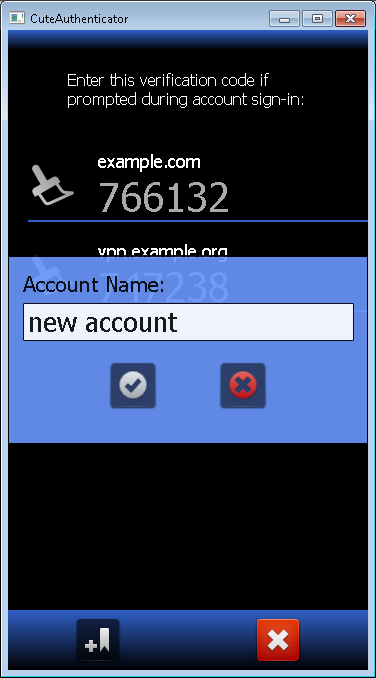 CuteAuthenticator
Enter this verification code if
prompted during account sign-in:
example.com
766132
vpn.example.org
747238
Account Name:
new account